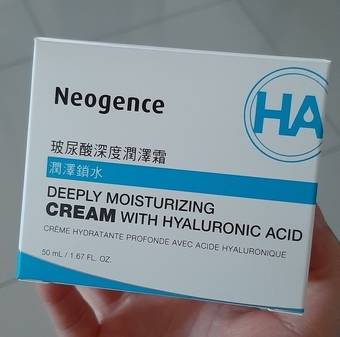 Neogence
HA
玻尿酸深度潤澤霜
潤澤鎖水
DEEPLY MOISTURIZING
CREAM WITH HYALURONIC ACID
CRÈME HYDRATANTE PROFONDE AVEC ACIDE HYALURONIQUE
50 mL / 1.67 FL. OZ.